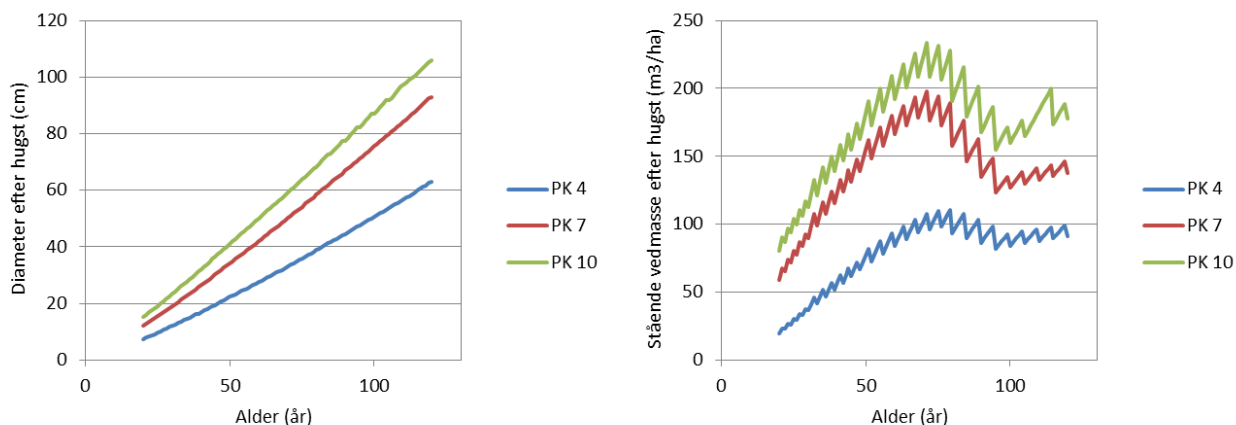 Diameter efter hugst (cm)
120
100
80
60
40
20
0
0
50
100
Alder (år)
PK 4
PK 7
PK 10
Stående vedmasse efter hugst (m3/ha)
250
200
150
100
50
0
0
50
100
Alder (år)
PK 4
PK 7
PK 10